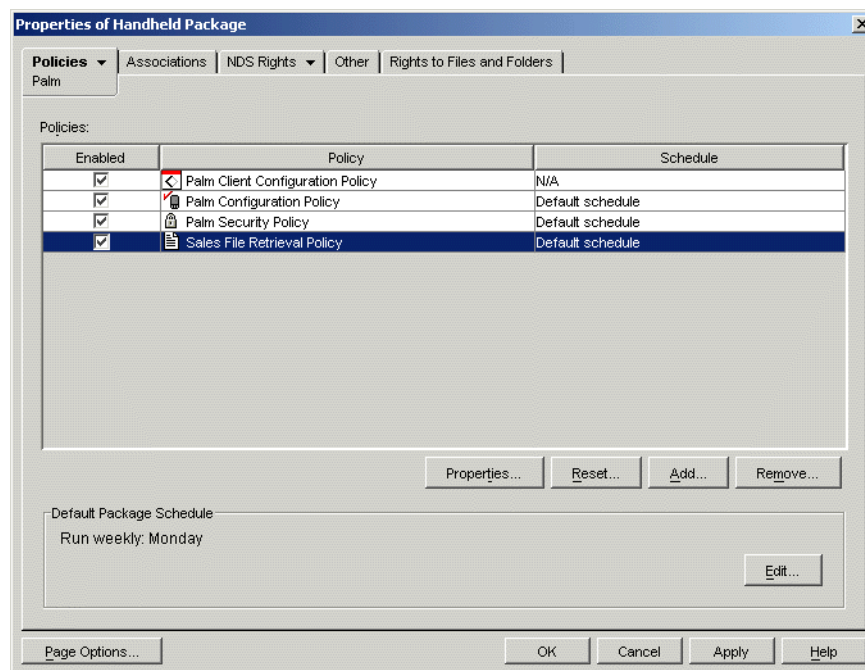 Properties of Handheld Package
Policies Associations NDS Rights Other Rights to Files and Folders
Palm
Policies:
Enabled Policy Schedule
Palm Client Configuration Policy N/A
Palm Configuration Policy Default schedule
Palm Security Policy Default schedule
Sales File Retrieval Policy Default schedule
Properties... Reset... Add... Remove...
Default Package Schedule
Run weekly: Monday
Edit...
Page Options... OK Cancel Apply Help